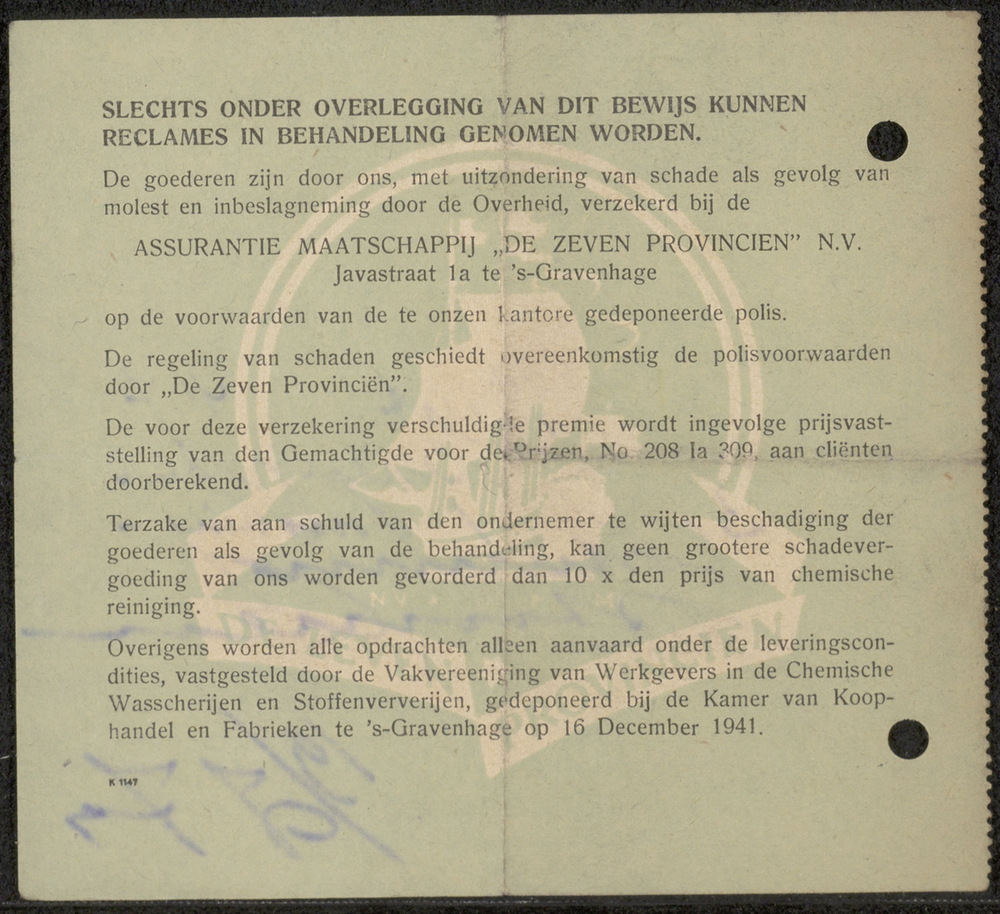 SLECHTS ONDER OVERLEGGING VAN DIT BEWIJS KUNNEN
RECLAMES IN BEHANDELING GENOMEN WORDEN.
De goederen zijn door ons, met uitzondering van schade als gevolg van
molest en inbeslagneming door de Overheid, verzekerd bij de
ASSURANTIE MAATSCHAPPIJ „DE ZEVEN PROVINCIEN” N.V.
Javastraat 1a te 's-Gravenhage
op de voorwaarden van de te onzen kantore gedeponeerde polis.
De regeling van schaden geschiedt overeenkomstig de polisvoorwaarden
door „De Zeven Provinciën”.
De voor deze verzekering verschuldigde premie wordt ingevolge prijsvast-
stelling van den Gemachtigde voor de Prijzen, No. 208 Ia 309, aan cliënten
doorberekend.
Terzake van aan schuld van den ondernemer te wijten beschadiging der
goederen als gevolg van de behandeling, kan geen grootere schadever-
goeding van ons worden gevorderd dan 10 x den prijs van chemische
reiniging.
Overigens worden alle opdrachten alleen aanvaard onder de leveringscon-
dities, vastgesteld door de Vakvereeniging van Werkgevers in de Chemische
Wasscherijen en Stoffenververijen, gedeponeerd bij de Kamer van Koop-
handel en Fabrieken te 's-Gravenhage op 16 December 1941.
K 1147